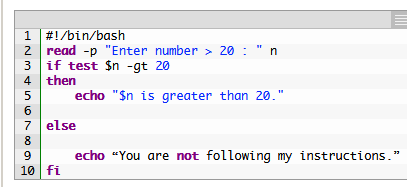 1 #!/bin/bash
2 read -p "Enter number > 20 : " n
3 if test $n -gt 20
4 then
5     echo "$n is greater than 20."
6
7 else
8
9     echo “You are not following my instructions.”
10 fi